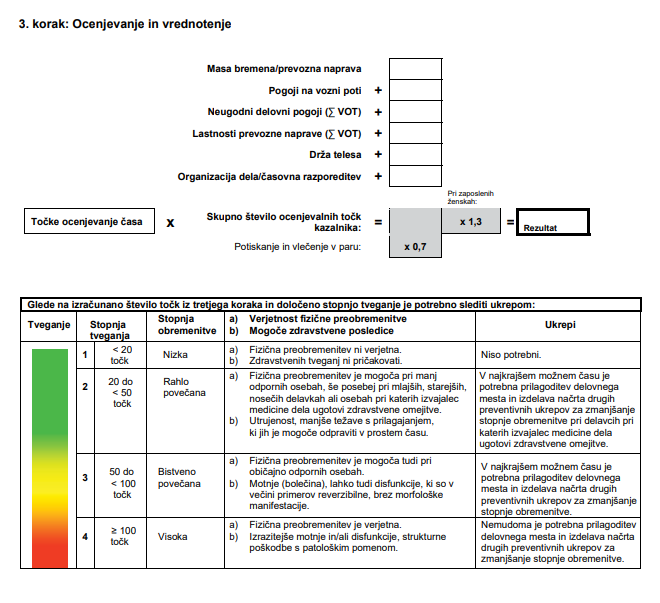 3. korak: Ocenjevanje in vrednotenje
Masa bremena/prevozna naprava
Pogoji na vozni poti +
Neugodni delovni pogoji (∑ VOT) +
Lastnosti prevozne naprave (∑ VOT) +
Drža telesa +
Organizacija dela/časovna razporeditev +
Pri zaposlenih
ženskah:
Točke ocenjevanje časa x Skupno število ocenjevalnih točk
kazalnika: = x 1,3 = Rezultat
Potiskanje in vlečenje v paru: x 0,7
Glede na izračunano število točk iz tretjega koraka in določeno stopnjo tveganje je potrebno slediti ukrepom:
Tveganje
Stopnja
tveganja
Stopnja
obremenitve
a) Verjetnost fizične preobremenitve
b) Mogoče zdravstvene posledice
Ukrepi
1
< 20
točk
Nizka
a) Fizična preobremenitev ni verjetna.
b) Zdravstvenih tveganj ni pričakovati.
Niso potrebni.
2
20 do
< 50
točk
Rahlo
povečana
a) Fizična preobremenitev je mogoča pri manj
odpornih osebah, še posebej pri mlajših, starejših,
nosečih delavkah ali osebah pri katerih izvajalec
medicine dela ugotovi zdravstvene omejitve.
b) Utrujenost, manjše težave s prilagajanjem,
ki jih je mogoče odpraviti v prostem času.
V najkrajšem možnem času je
potrebna prilagoditev delovnega
mesta in izdelava načrta drugih
preventivnih ukrepov za zmanjšanje
stopnje obremenitve pri delavcih pri
katerih izvajalec medicine dela
ugotovi zdravstvene omejitve.
3
50 do
< 100
točk
Bistveno
povečana
a) Fizična preobremenitev je mogoča tudi pri
običajno odpornih osebah.
b) Motnje (bolečina), lahko tudi disfunkcije, ki so v
večini primerov reverzibilne, brez morfološke
manifestacije.
V najkrajšem možnem času je
potrebna prilagoditev delovnega
mesta in izdelava načrta drugih
preventivnih ukrepov za zmanjšanje
stopnje obremenitve.
4
≥ 100
točk
Visoka
a) Fizična preobremenitev je verjetna.
b) Izrazitejše motnje in/ali disfunkcije, strukturne
poškodbe s patološkim pomenom.
Nemudoma je potrebna prilagoditev
delovnega mesta in izdelava načrta
drugih preventivnih ukrepov za
zmanjšanje stopnje obremenitve.